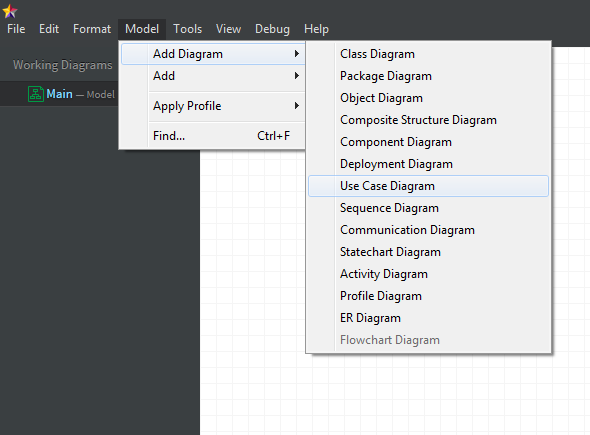 File Edit Format Model Tools View Debug Help
Working Diagrams
Main — Model
Add Diagram
Add
Apply Profile
Find... Ctrl+F
Class Diagram
Package Diagram
Object Diagram
Composite Structure Diagram
Component Diagram
Deployment Diagram
Use Case Diagram
Sequence Diagram
Communication Diagram
Statechart Diagram
Activity Diagram
Profile Diagram
ER Diagram
Flowchart Diagram